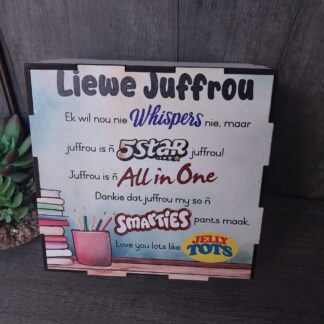 Liewe Juffrou
Ek wil nou nie Whispers nie, maar
juffrou is ñ 5STAR juffrou!
Juffrou is ñ All in One
Dankie dat juffrou my so ñ
SMARTIES pants maak.
Love you lots like JELLY TOTS